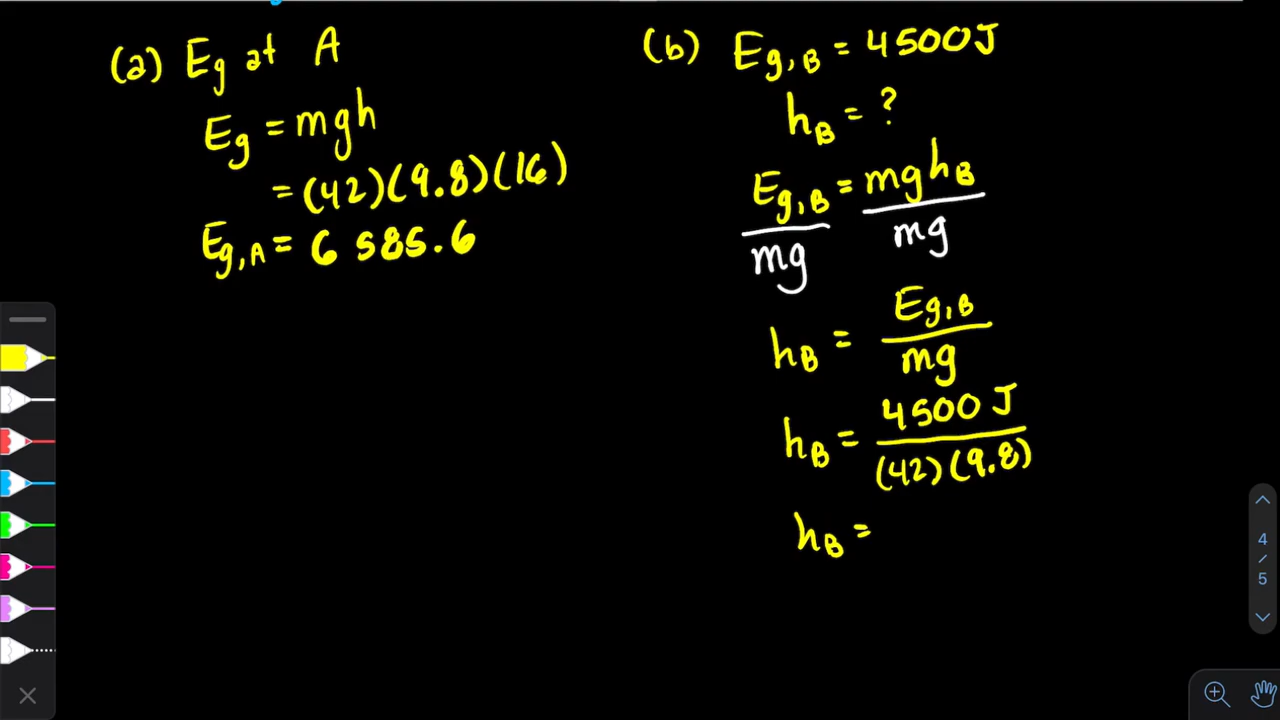 (a) Eg at A
Eg = mgh
= (42)(9.8)(16)
Eg,A = 6 585.6
(b) Eg,B = 4500J
hB = ?
Eg,B = mghB
mg mg
hB = Eg,B
mg
hB = 4500 J
(42)(9.8)
hB =
4
/
5